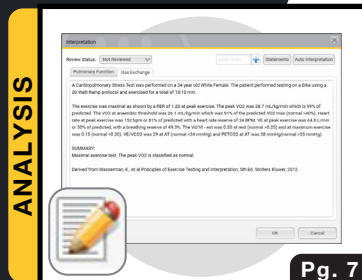 ANALYSIS
Interpretation
Review Status: Not Reviewed Statements Auto Interpretation
Pulmonary Function Gas Exchange
A Cardiopulmonary Stress Test was performed on a 34 year old White Female. The patient performed testing on a Bike using a
20 Watt Ramp protocol and exercised for a total of 10:10 min.
The exercise was maximal as shown by a RER of 1.20 at peak exercise. The peak VO2 was 28.7 mL/kg/min which is 99% of
predicted. The VO2 at anaerobic threshold was 26.1 mL/kg/min which was 91% of the predicted VO2 max (normal >40%). Heart
rate at peak exercise was 152 bpm or 81% of predicted with a heart rate reserve of 34 BPM. VE at peak exercise was 64.0 L/min
or 50% of predicted, with a breathing reserve of 49.3%. The Vd/Vt - est was 0.35 at rest (normal <0.25) and at maximum exercise
was 0.15 (normal <0.30). VE/VCO2 was 29 at AT (normal <34 mmHg) and PETCO2 at AT was 38 mmHg(normal >35 mmHg).
SUMMARY:
Maximal exercise test. The peak VO2 is classified as normal.
Derived from Wasserman, K., et al Principles of Exercise Testing and Interpretation, 5th Ed. Wolters Kluwer, 2012.
OK Cancel
Pg. 7